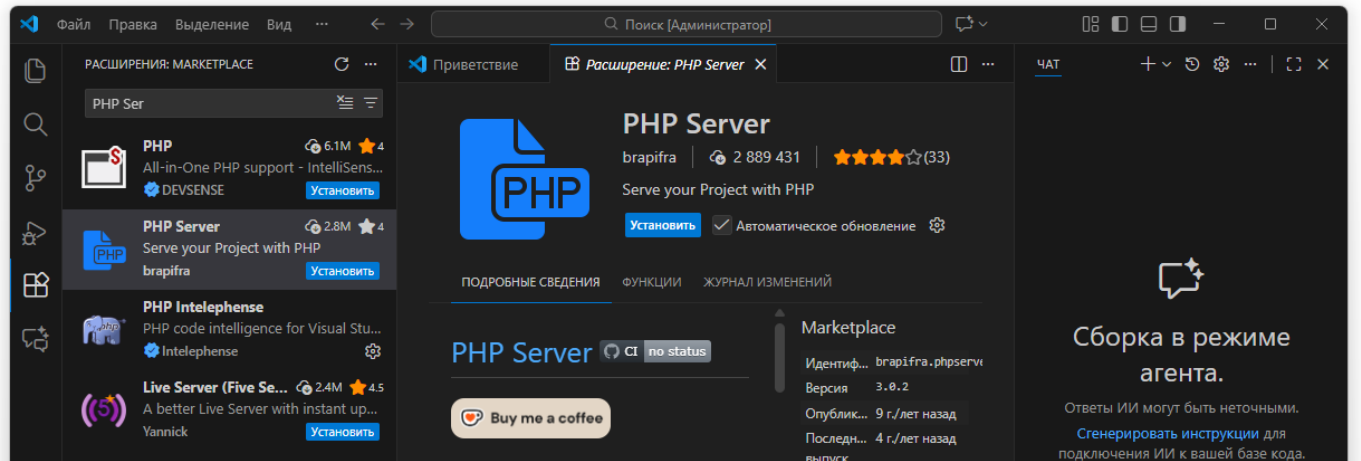 Файл Правка Выделение Вид ··· Поиск [Администратор]
РАСШИРЕНИЯ: MARKETPLACE
PHP Ser
PHP 6.1M 4
All-in-One PHP support - IntelliSens...
DEVSENSE Установить
PHP Server 2.8M 4
Serve your Project with PHP
brapifra Установить
PHP Intelephense
PHP code intelligence for Visual Stu...
Intelephense
Live Server (Five Se... 2.4M 4.5
A better Live Server with instant up...
Yannick Установить
Приветствие Расширение: PHP Server
PHP
PHP Server
brapifra 2 889 431 (33)
Serve your Project with PHP
Установить Автоматическое обновление
ПОДРОБНЫЕ СВЕДЕНИЯ ФУНКЦИИ ЖУРНАЛ ИЗМЕНЕНИЙ
PHP Server CI no status
Buy me a coffee
Marketplace
Идентиф... brapifra.phpserve
Версия 3.0.2
Опублик... 9 г./лет назад
Последн... 4 г./лет назад
выпуск
ЧАТ
Сборка в режиме
агента.
Ответы ИИ могут быть неточными.
Сгенерировать инструкции для
подключения ИИ к вашей базе кода.